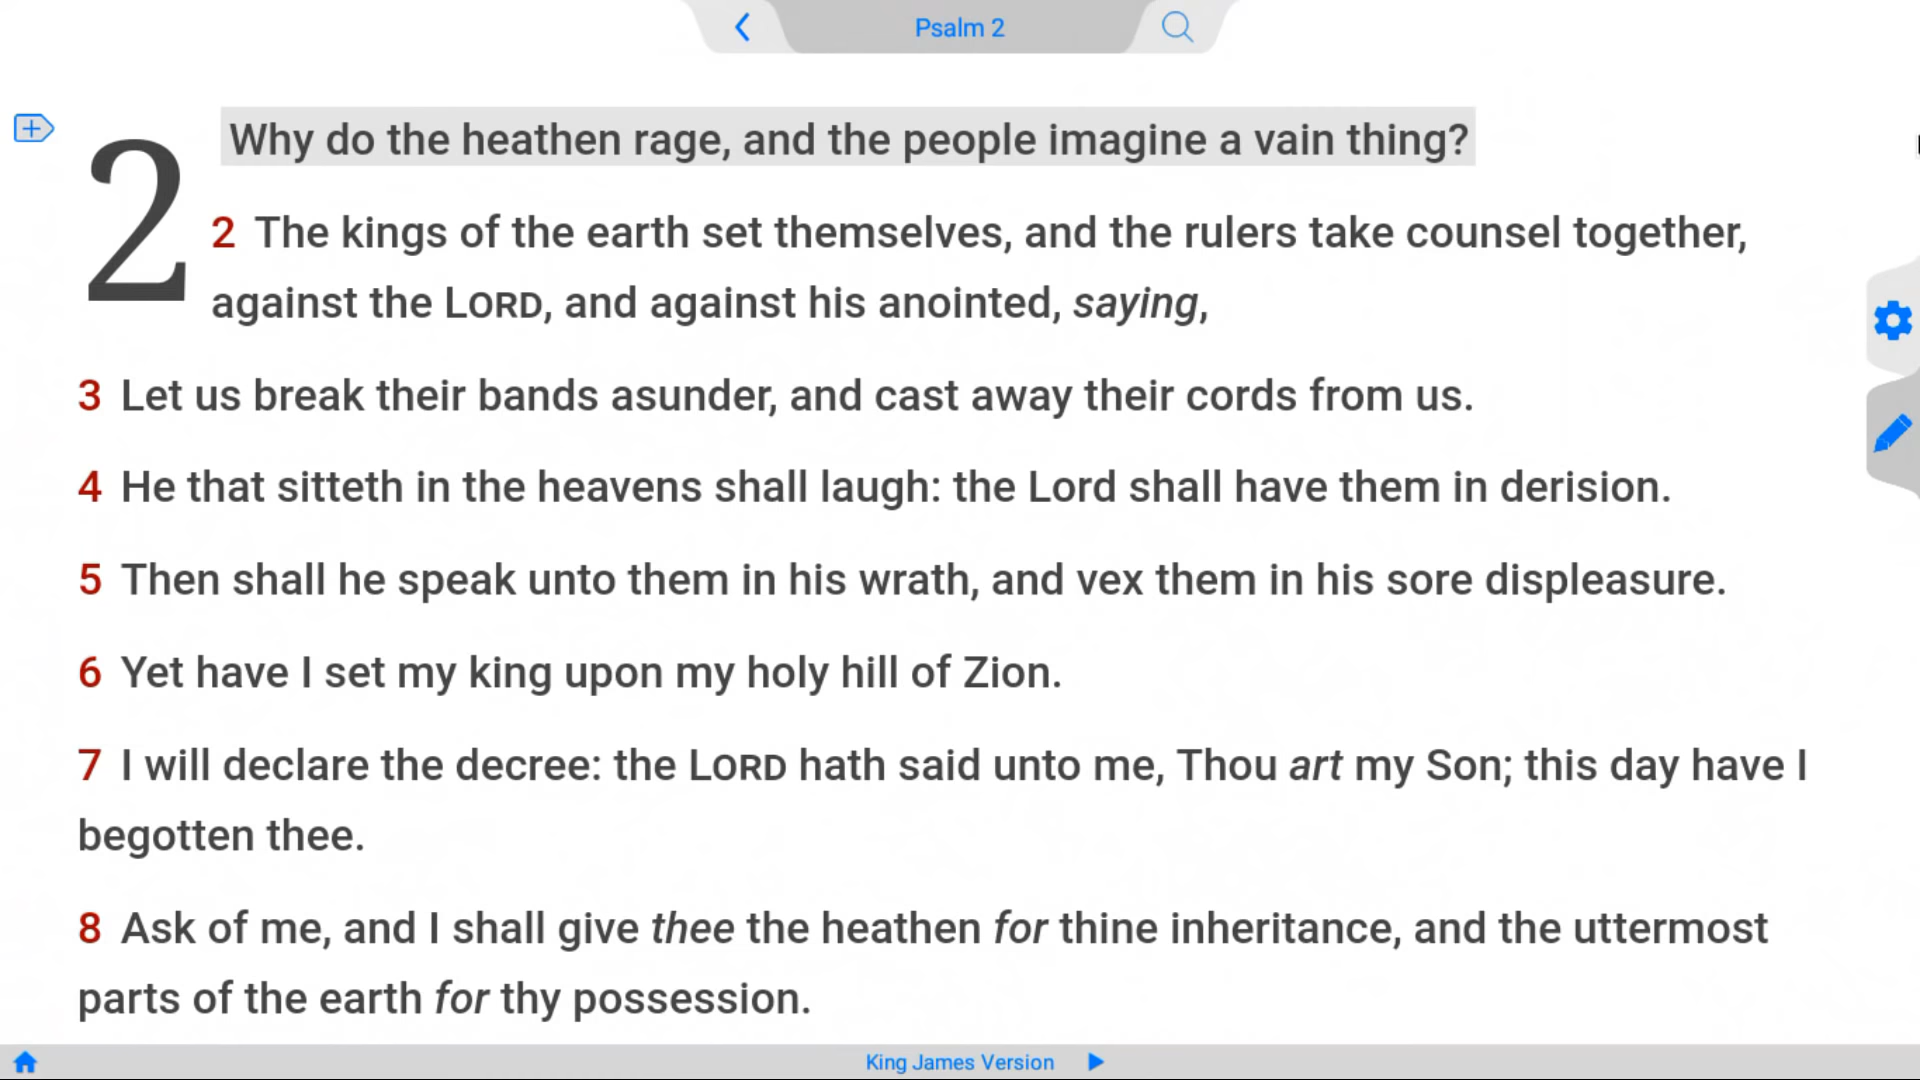 Psalm 2
2 Why do the heathen rage, and the people imagine a vain thing?
2 The kings of the earth set themselves, and the rulers take counsel together,
against the LORD, and against his anointed, saying,
3 Let us break their bands asunder, and cast away their cords from us.
4 He that sitteth in the heavens shall laugh: the Lord shall have them in derision.
5 Then shall he speak unto them in his wrath, and vex them in his sore displeasure.
6 Yet have I set my king upon my holy hill of Zion.
7 I will declare the decree: the LORD hath said unto me, Thou art my Son; this day have I
begotten thee.
8 Ask of me, and I shall give thee the heathen for thine inheritance, and the uttermost
parts of the earth for thy possession.
King James Version